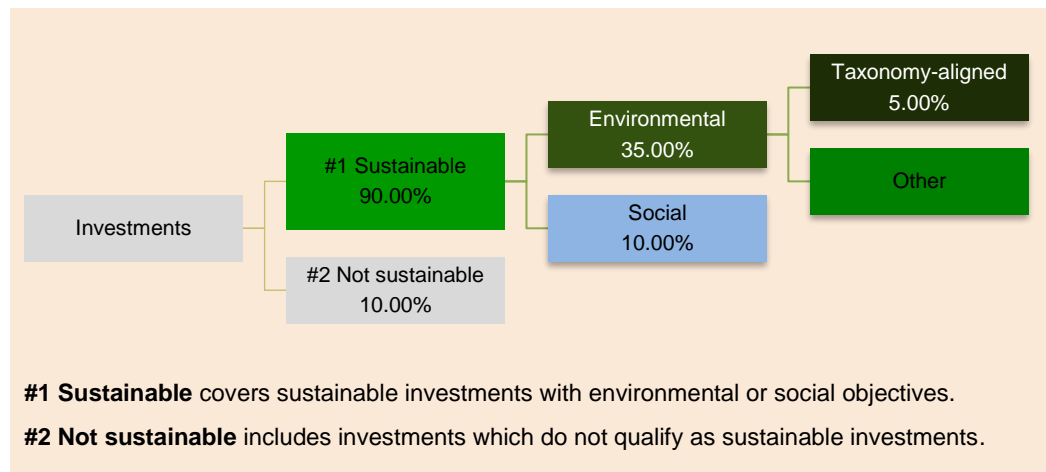 Taxonomy-aligned
5.00%
Environmental
35.00%
#1 Sustainable
90.00%
Other
Investments
Social
10.00%
#2 Not sustainable
10.00%
#1 Sustainable covers sustainable investments with environmental or social objectives.
#2 Not sustainable includes investments which do not qualify as sustainable investments.